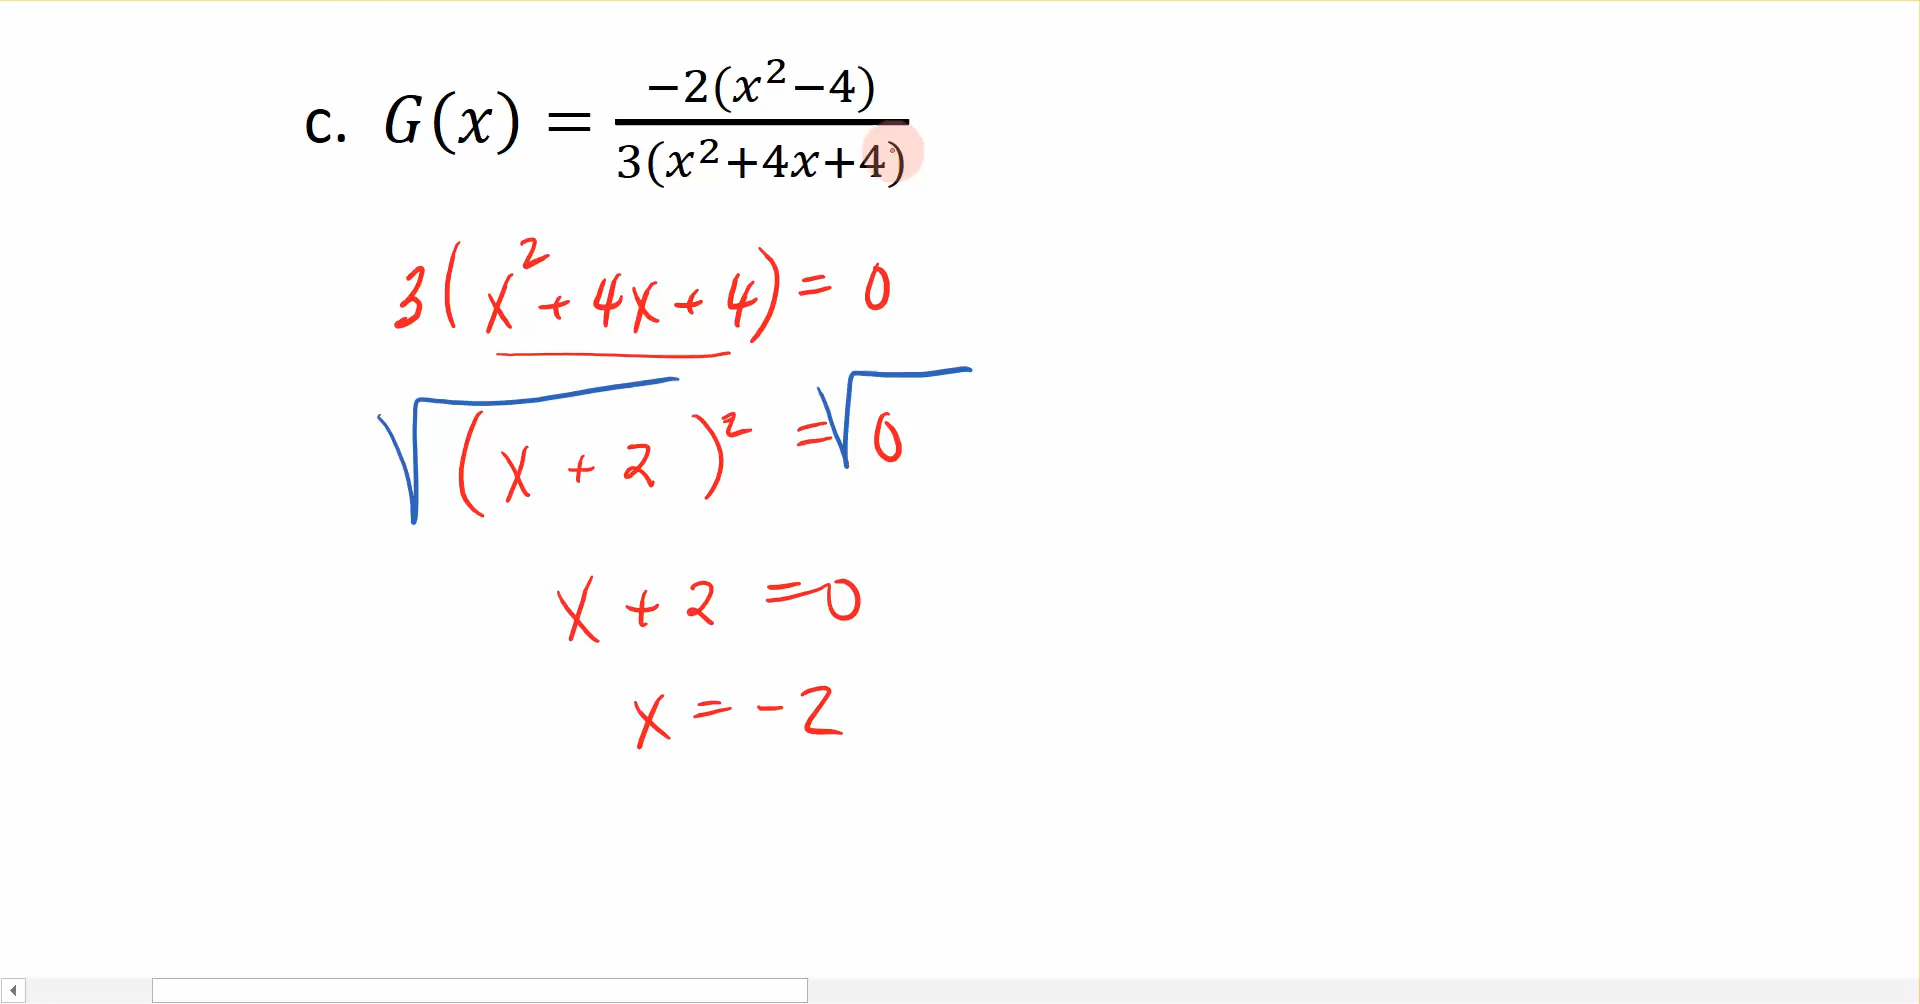 c. G(x) = −2(x²−4) / 3(x²+4x+4)
3(x² + 4x + 4) = 0
√(x + 2)² = √0
x + 2 = 0
x = -2